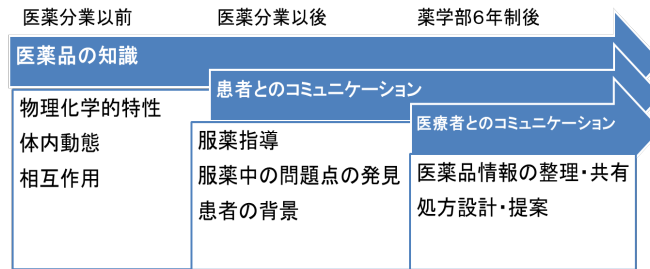 医薬分業以前
医薬分業以後
薬学部6年制後
医薬品の知識
患者とのコミュニケーション
医療者とのコミュニケーション
物理化学的特性
体内動態
相互作用
服薬指導
服薬中の問題点の発見
患者の背景
医薬品情報の整理・共有
処方設計・提案